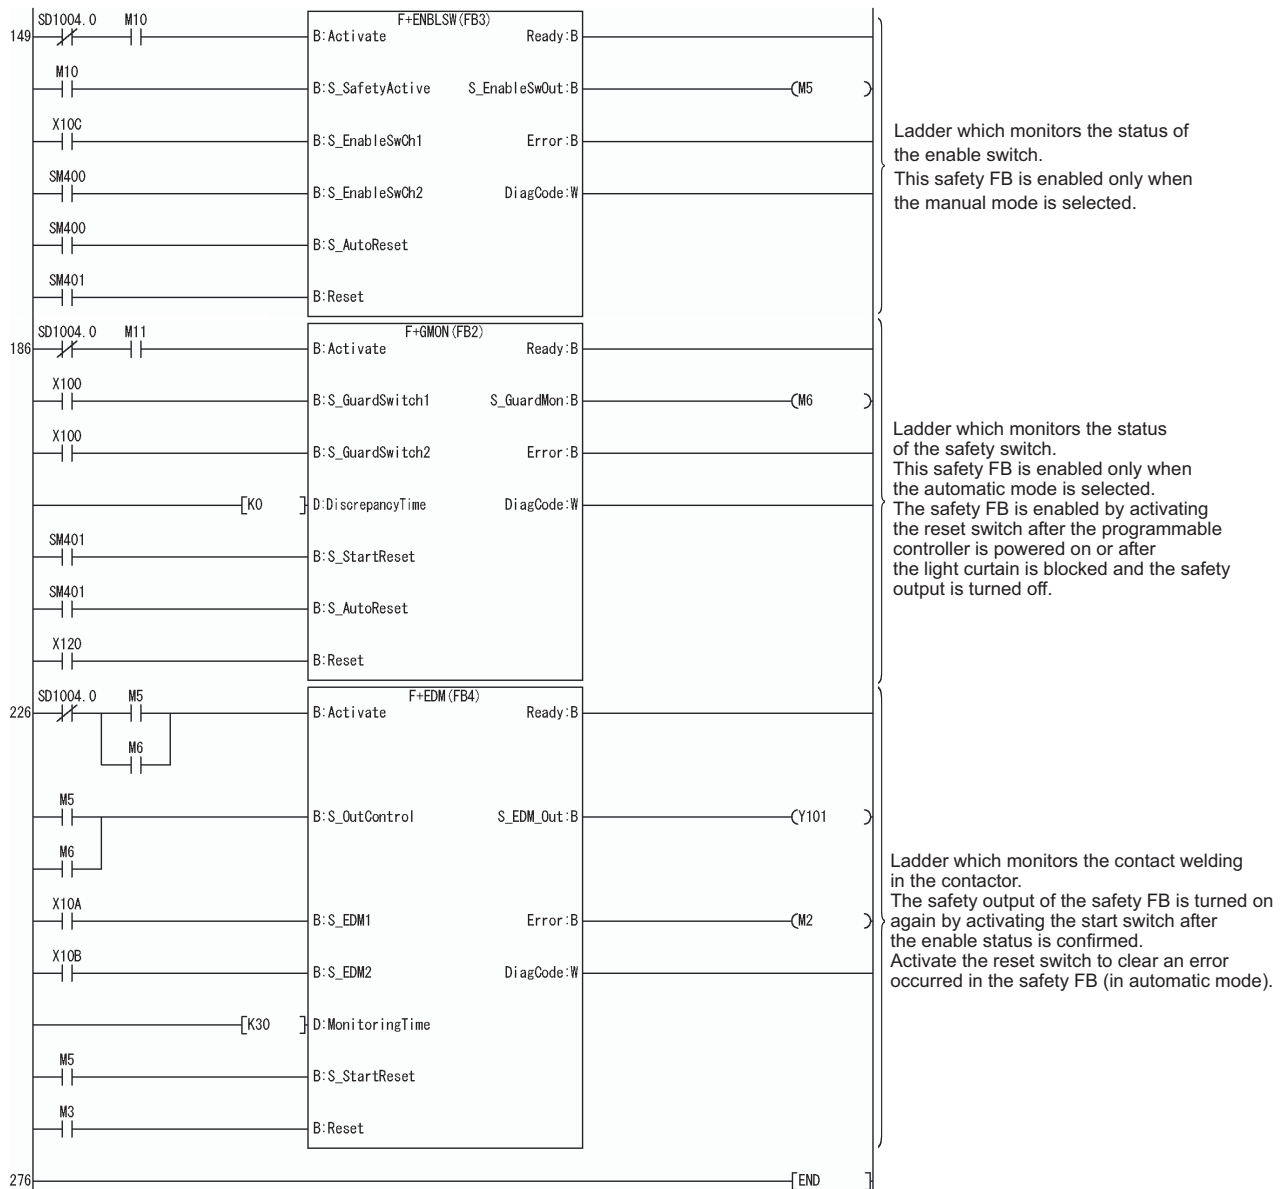 SD1004.0 M10 F+ENBLSW(FB3)
149 B:Activate Ready:B
M10
B:S_SafetyActive S_EnableSwOut:B (M5 )
X10C
B:S_EnableSwCh1 Error:B
SM400
B:S_EnableSwCh2 DiagCode:W
SM400
B:S_AutoReset
SM401
B:Reset
Ladder which monitors the status of
the enable switch.
This safety FB is enabled only when
the manual mode is selected.
SD1004.0 M11 F+GMON(FB2)
186 B:Activate Ready:B
X100
B:S_GuardSwitch1 S_GuardMon:B (M6 )
X100
B:S_GuardSwitch2 Error:B
[K0 ] D:DiscrepancyTime DiagCode:W
SM401
B:S_StartReset
SM401
B:S_AutoReset
X120
B:Reset
Ladder which monitors the status
of the safety switch.
This safety FB is enabled only when
the automatic mode is selected.
The safety FB is enabled by activating
the reset switch after the programmable
controller is powered on or after
the light curtain is blocked and the safety
output is turned off.
SD1004.0 M5 F+EDM(FB4)
226 B:Activate Ready:B
M6
M5
B:S_OutControl S_EDM_Out:B (Y101 )
M6
X10A
B:S_EDM1 Error:B (M2 )
X10B
B:S_EDM2 DiagCode:W
[K30 ] D:MonitoringTime
M5
B:S_StartReset
M3
B:Reset
Ladder which monitors the contact welding
in the contactor.
The safety output of the safety FB is turned on
again by activating the start switch after
the enable status is confirmed.
Activate the reset switch to clear an error
occurred in the safety FB (in automatic mode).
276 [END ]